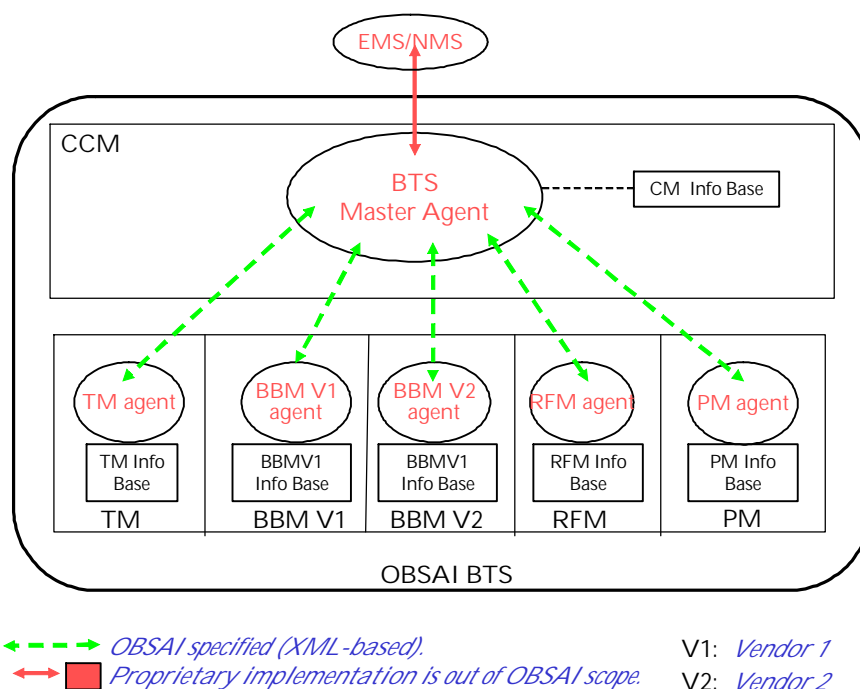 EMS/NMS
CCM
BTS
Master Agent
CM Info Base
TM agent
BBM V1
agent
BBM V2
agent
RFM agent
PM agent
TM Info
Base
BBMV1
Info Base
BBMV1
Info Base
RFM Info
Base
PM Info
Base
TM
BBM V1
BBM V2
RFM
PM
OBSAI BTS
OBSAI specified (XML-based).
V1: Vendor 1
Proprietary implementation is out of OBSAI scope.
V2: Vendor 2